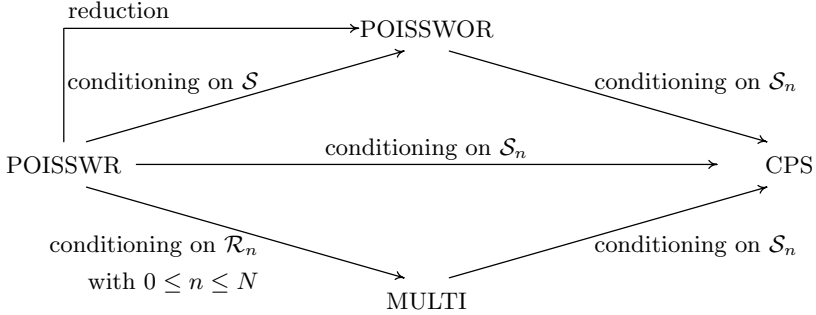 reduction
POISSWOR
conditioning on 𝒮
conditioning on 𝒮ₙ
conditioning on 𝒮ₙ
POISSWR
CPS
conditioning on ℛₙ
conditioning on 𝒮ₙ
with 0 ≤ n ≤ N
MULTI